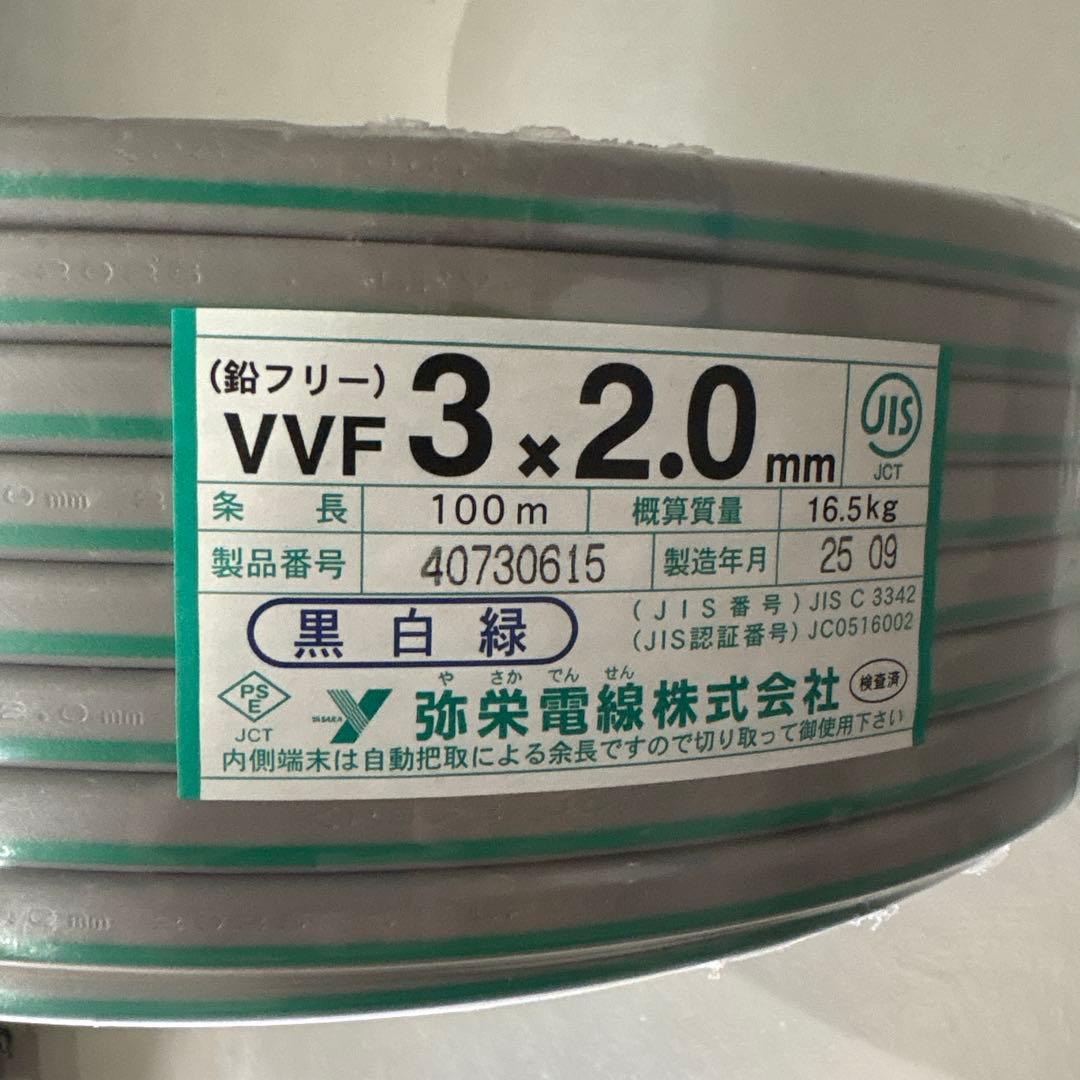 2025
(鉛フリー)
VVF 3×2.0mm
JIS
JCT
条長 100m 概算質量 16.5kg
製品番号 40730615 製造年月 25 09
黒 白 緑
(JIS番号) JIS C 3342
(JIS認証番号) JC0516002
PS
E
JCT
YASAKA
や さか でん せん
弥栄電線株式会社
検査済
内側端末は自動把取による余長ですので切り取って御使用下さい
mm
mm
mm